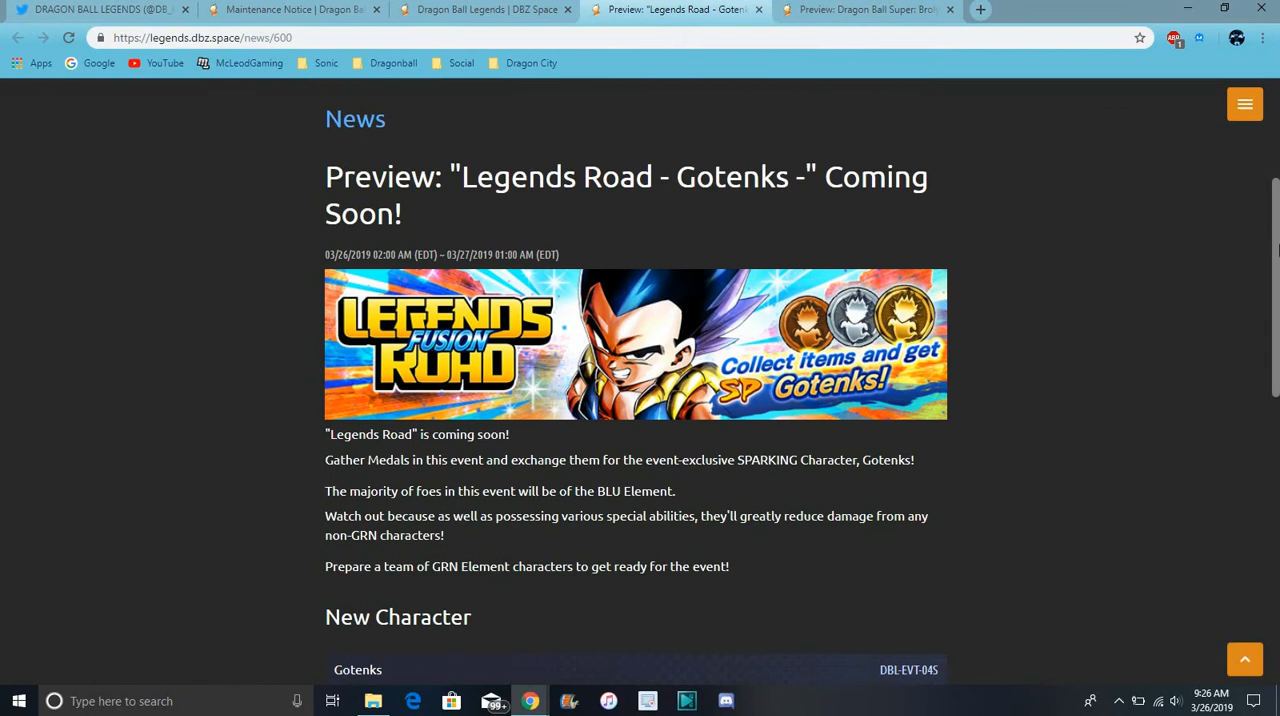 DRAGON BALL LEGENDS (@DB_
Maintenance Notice | Dragon Bal
Dragon Ball Legends | DBZ Space
Preview: "Legends Road - Gotenk
Preview: Dragon Ball Super: Broly
https://legends.dbz.space/news/600
ABP
1
Apps
Google
YouTube
McLeodGaming
Sonic
Dragonball
Social
Dragon City
News
Preview: "Legends Road - Gotenks -" Coming
Soon!
03/26/2019 02:00 AM (EDT) ~ 03/27/2019 01:00 AM (EDT)
LEGENDS
FUSION
ROAD
Collect items and get
SP Gotenks!
"Legends Road" is coming soon!
Gather Medals in this event and exchange them for the event-exclusive SPARKING Character, Gotenks!
The majority of foes in this event will be of the BLU Element.
Watch out because as well as possessing various special abilities, they'll greatly reduce damage from any
non-GRN characters!
Prepare a team of GRN Element characters to get ready for the event!
New Character
Gotenks
DBL-EVT-04S
Type here to search
99+
9:26 AM
3/26/2019